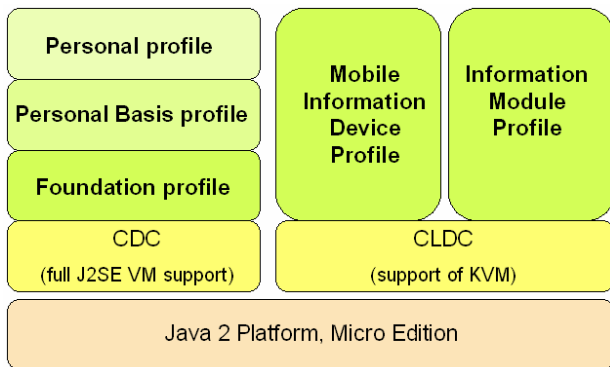 Personal profile
Personal Basis profile
Foundation profile
CDC
(full J2SE VM support)
Mobile
Information
Device
Profile
Information
Module
Profile
CLDC
(support of KVM)
Java 2 Platform, Micro Edition